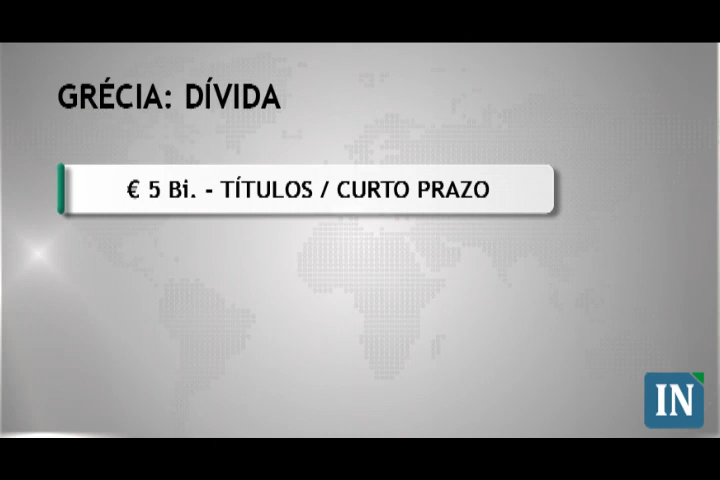 GRÉCIA: DÍVIDA
€ 5 Bi. - TÍTULOS / CURTO PRAZO
IN